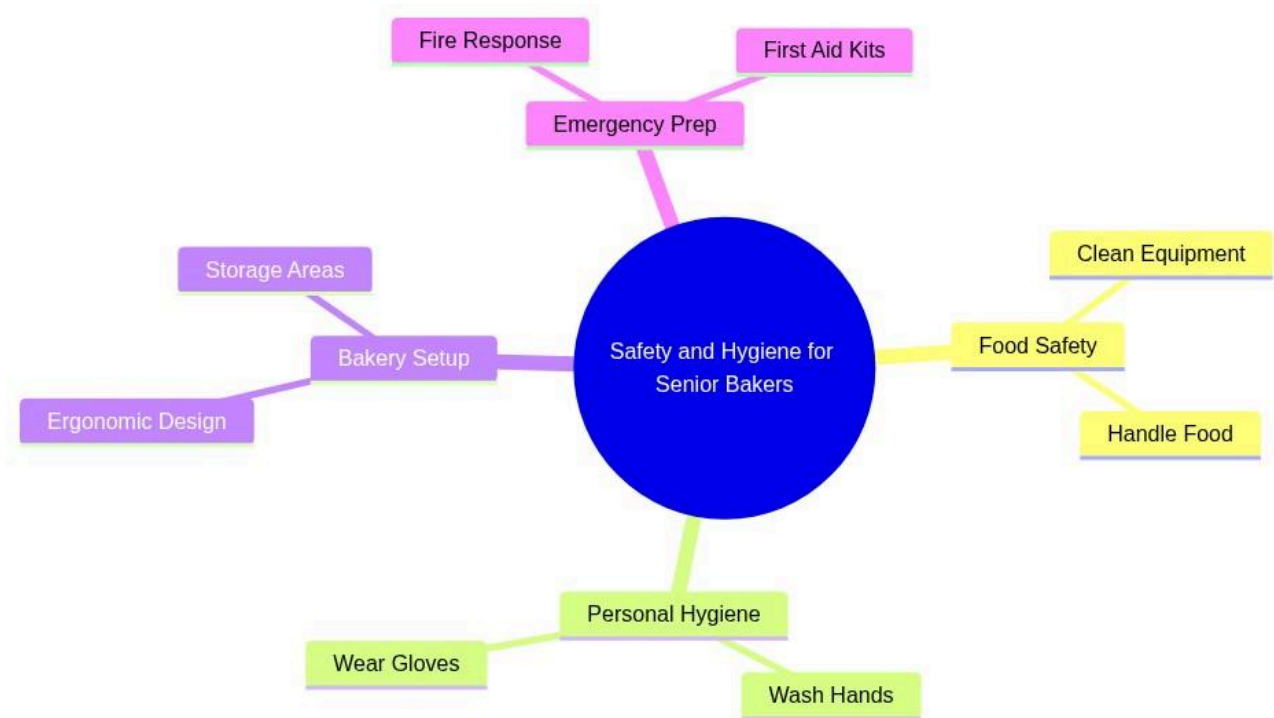 Fire Response
First Aid Kits
Emergency Prep
Storage Areas
Clean Equipment
Bakery Setup
Safety and Hygiene for
Senior Bakers
Food Safety
Ergonomic Design
Handle Food
Personal Hygiene
Wear Gloves
Wash Hands